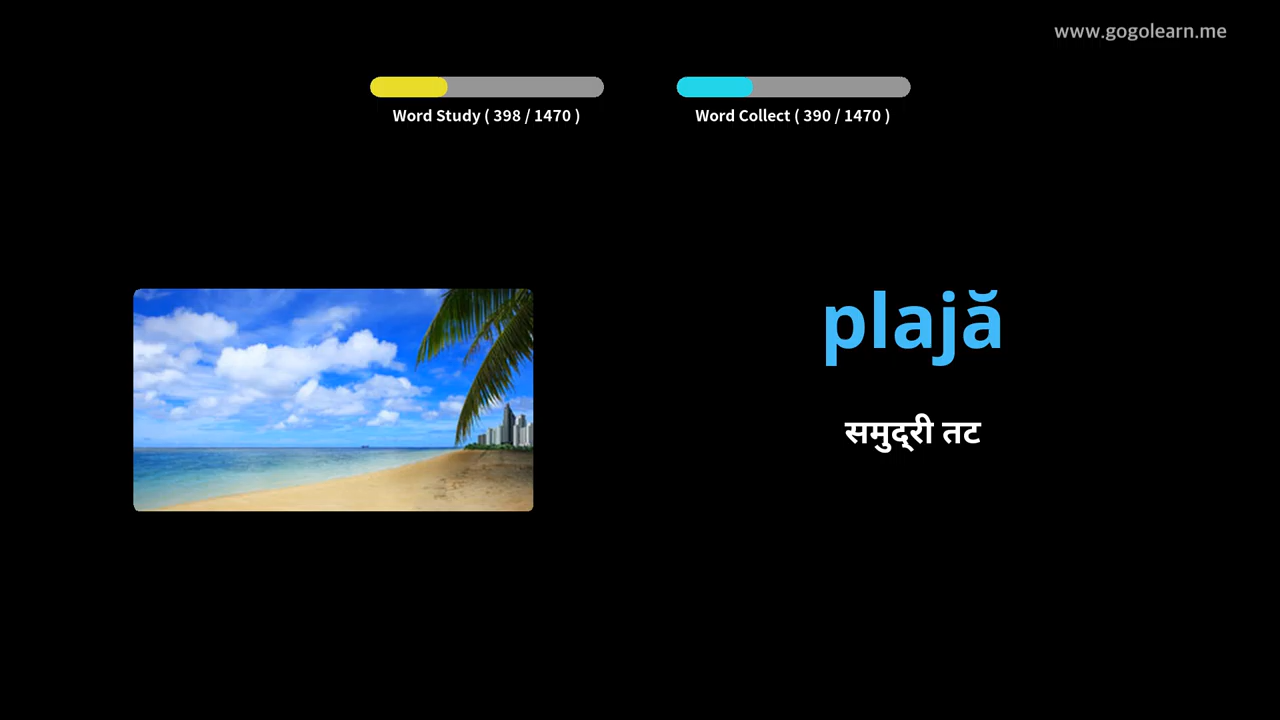 www.gogolearn.me
Word Study ( 398 / 1470 )
Word Collect ( 390 / 1470 )
plajă
समुद्री तट